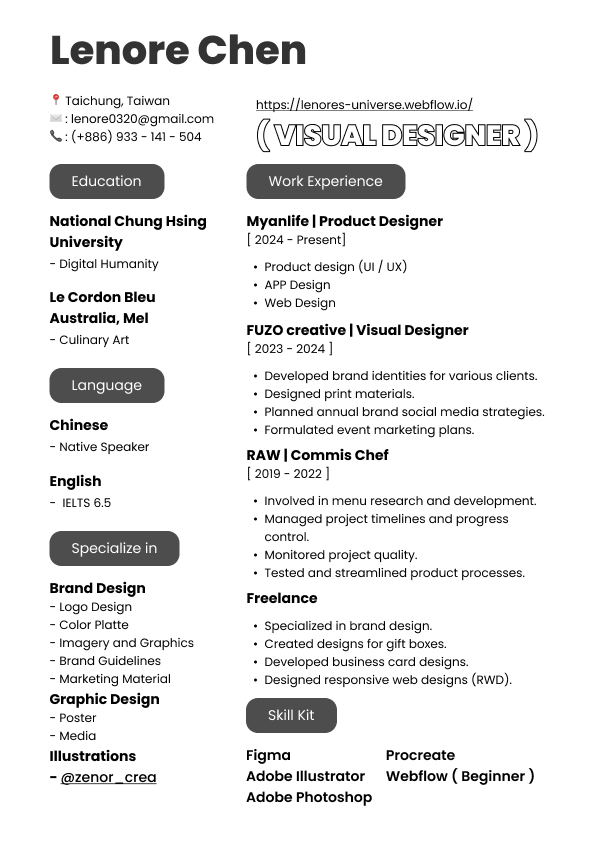 Lenore Chen
📍 Taichung, Taiwan
✉️ : lenore0320@gmail.com
📞 : (+886) 933 - 141 - 504
https://lenores-universe.webflow.io/
( VISUAL DESIGNER )
Education
National Chung Hsing
University
- Digital Humanity
Le Cordon Bleu
Australia, Mel
- Culinary Art
Language
Chinese
- Native Speaker
English
- IELTS 6.5
Specialize in
Brand Design
- Logo Design
- Color Platte
- Imagery and Graphics
- Brand Guidelines
- Marketing Material
Graphic Design
- Poster
- Media
Illustrations
- @zenor_crea
Work Experience
Myanlife | Product Designer
[ 2024 - Present]
• Product design (UI / UX)
• APP Design
• Web Design
FUZO creative | Visual Designer
[ 2023 - 2024 ]
• Developed brand identities for various clients.
• Designed print materials.
• Planned annual brand social media strategies.
• Formulated event marketing plans.
RAW | Commis Chef
[ 2019 - 2022 ]
• Involved in menu research and development.
• Managed project timelines and progress
control.
• Monitored project quality.
• Tested and streamlined product processes.
Freelance
• Specialized in brand design.
• Created designs for gift boxes.
• Developed business card designs.
• Designed responsive web designs (RWD).
Skill Kit
Figma
Adobe Illustrator
Adobe Photoshop
Procreate
Webflow ( Beginner )